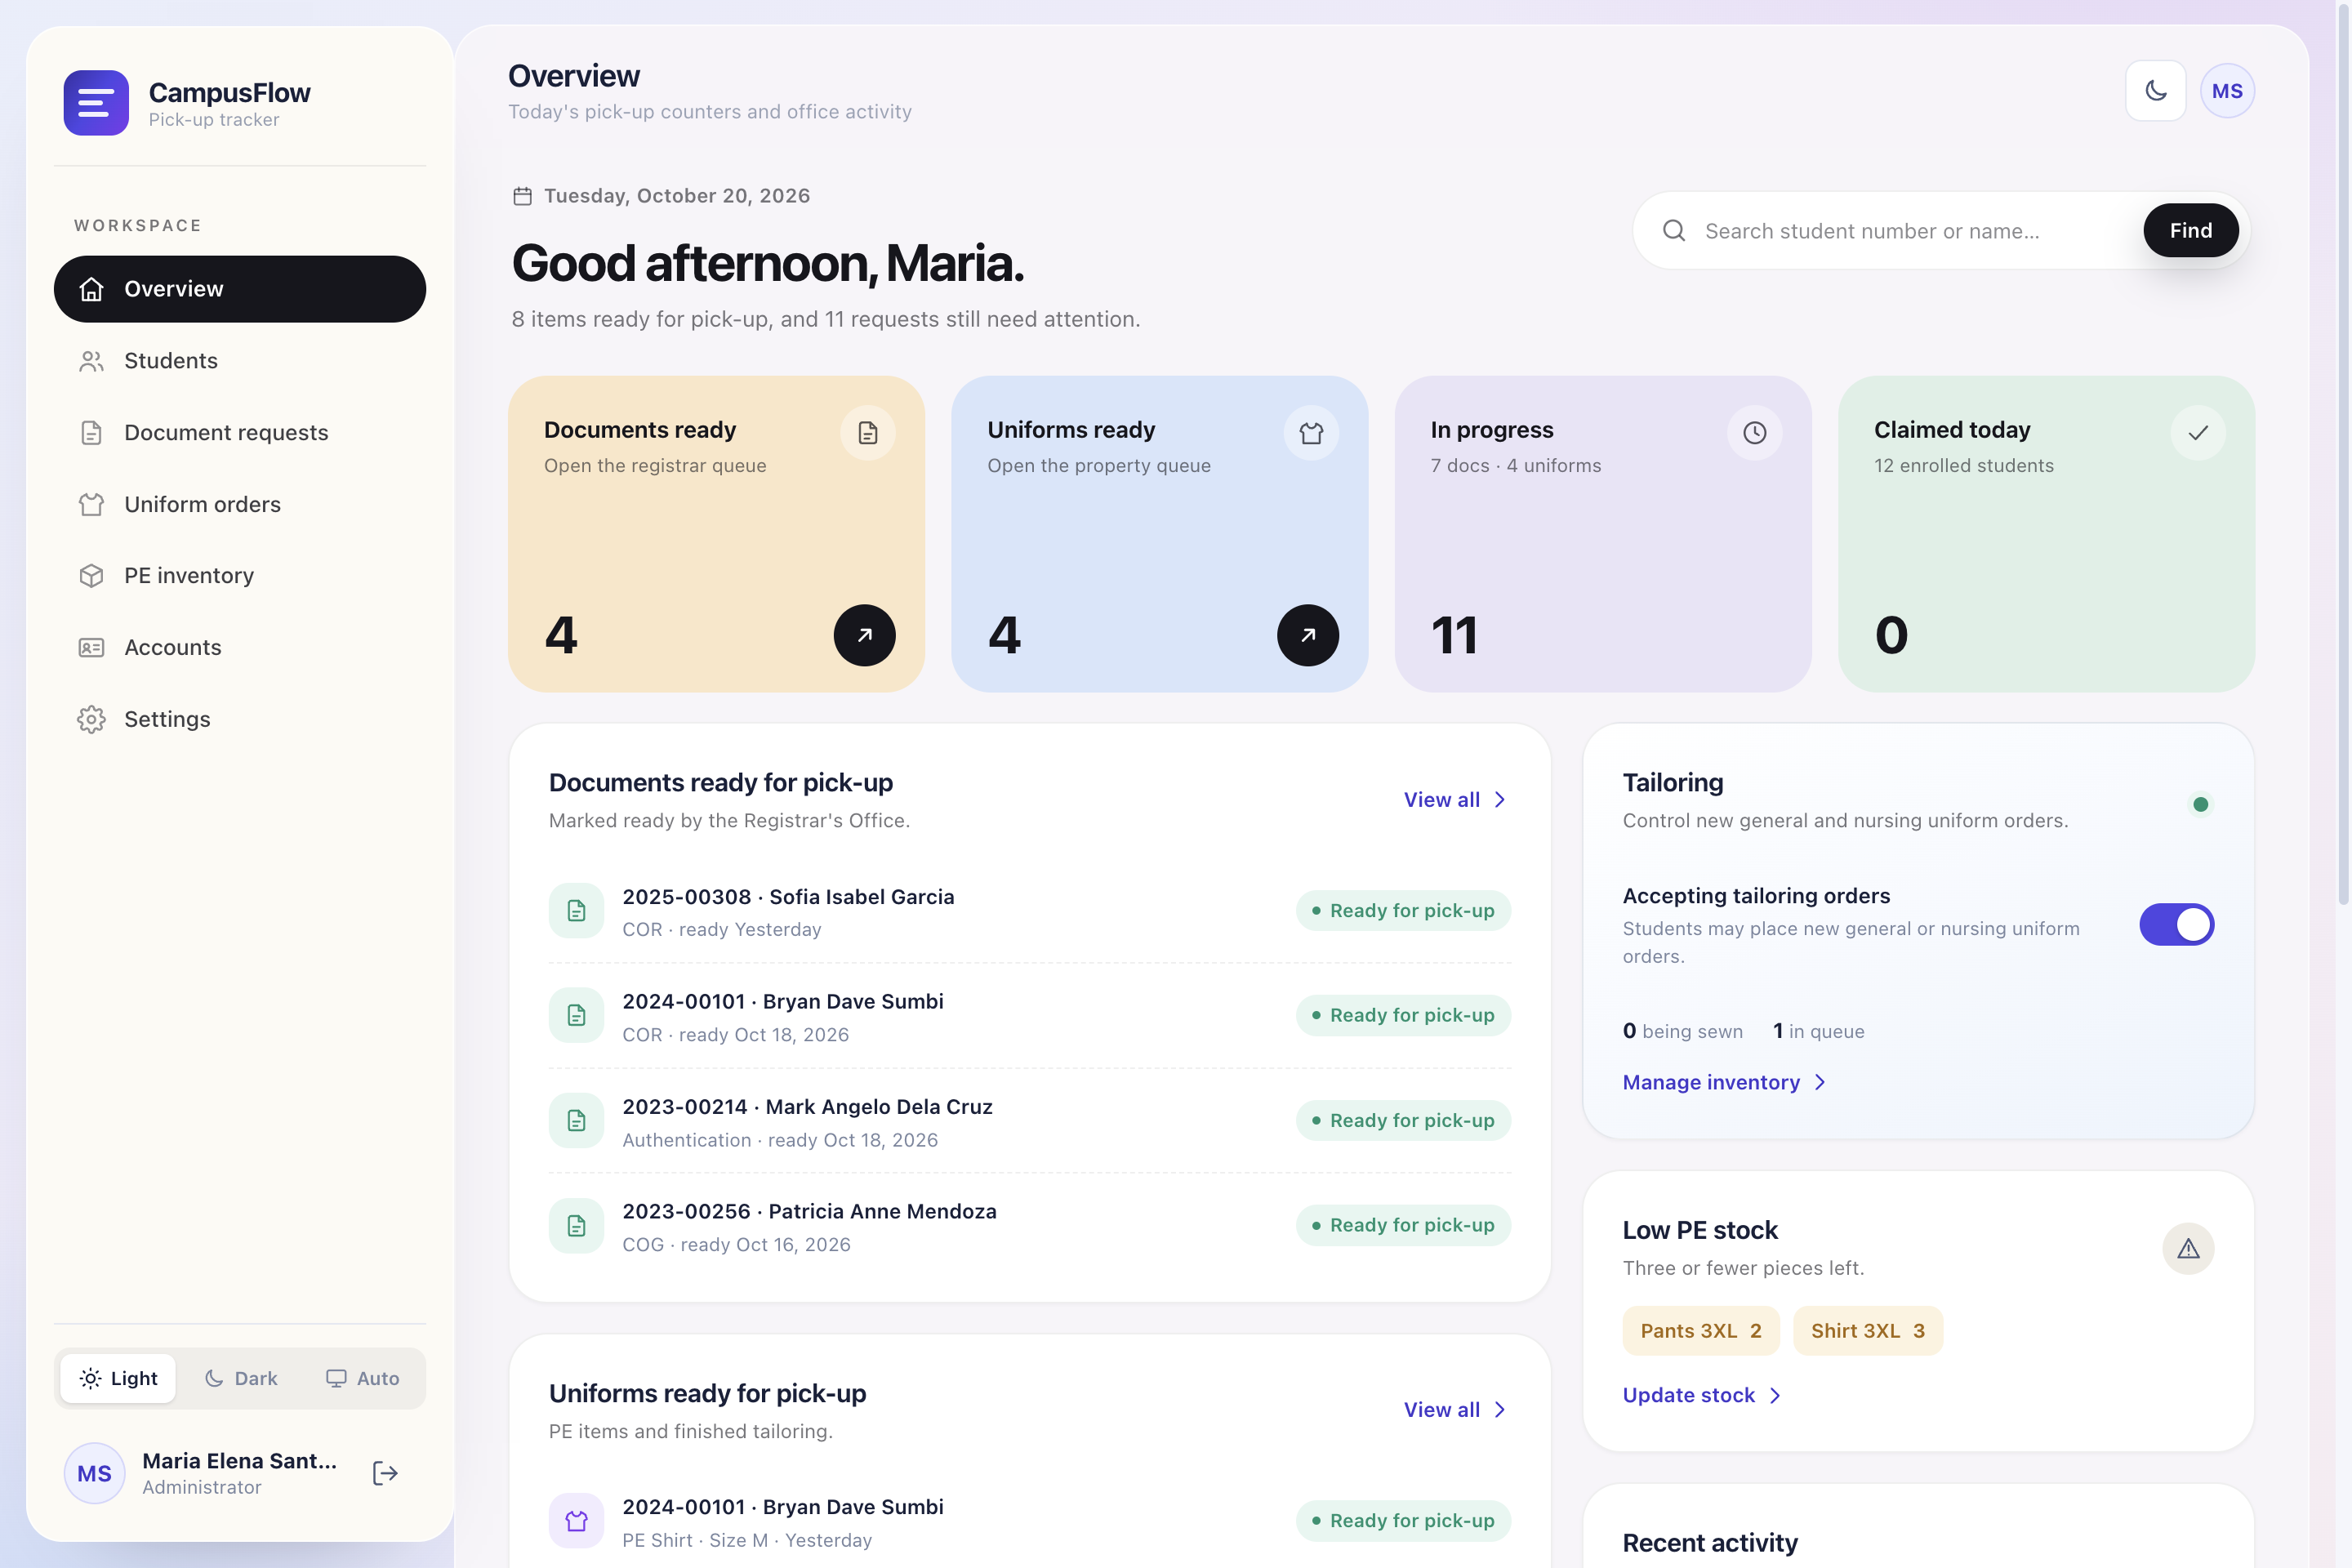 CampusFlow
Pick-up tracker
WORKSPACE
Overview
Students
Document requests
Uniform orders
PE inventory
Accounts
Settings
Light
Dark
Auto
MS
Maria Elena Sant...
Administrator
Overview
Today's pick-up counters and office activity
MS
Tuesday, October 20, 2026
Good afternoon, Maria.
8 items ready for pick-up, and 11 requests still need attention.
Search student number or name...
Find
Documents ready
Open the registrar queue
4
Uniforms ready
Open the property queue
4
In progress
7 docs · 4 uniforms
11
Claimed today
12 enrolled students
0
Documents ready for pick-up
Marked ready by the Registrar's Office.
View all
2025-00308 · Sofia Isabel Garcia
COR · ready Yesterday
Ready for pick-up
2024-00101 · Bryan Dave Sumbi
COR · ready Oct 18, 2026
Ready for pick-up
2023-00214 · Mark Angelo Dela Cruz
Authentication · ready Oct 18, 2026
Ready for pick-up
2023-00256 · Patricia Anne Mendoza
COG · ready Oct 16, 2026
Ready for pick-up
Uniforms ready for pick-up
PE items and finished tailoring.
View all
2024-00101 · Bryan Dave Sumbi
PE Shirt · Size M · Yesterday
Ready for pick-up
Tailoring
Control new general and nursing uniform orders.
Accepting tailoring orders
Students may place new general or nursing uniform
orders.
0 being sewn 1 in queue
Manage inventory
Low PE stock
Three or fewer pieces left.
Pants 3XL 2
Shirt 3XL 3
Update stock
Recent activity